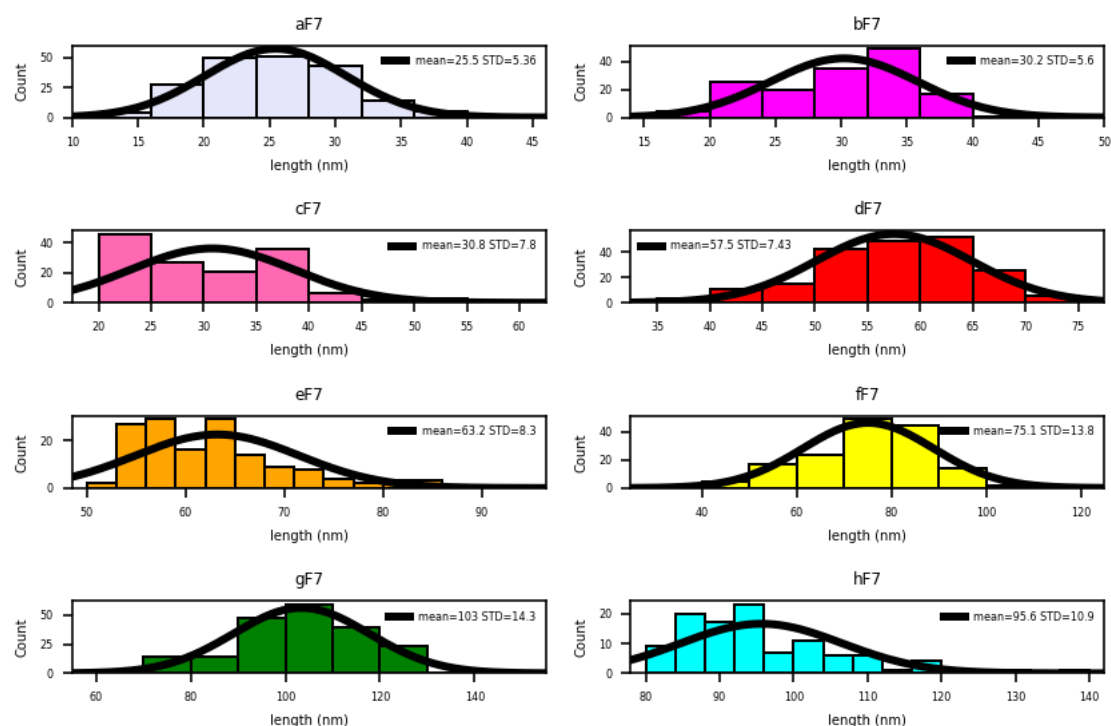 aF7
Count
50
25
0
mean=25.5 STD=5.36
10 15 20 25 30 35 40 45
length (nm)
bF7
Count
40
20
0
mean=30.2 STD=5.6
15 20 25 30 35 40 45 50
length (nm)
cF7
Count
40
20
0
mean=30.8 STD=7.8
20 25 30 35 40 45 50 55 60
length (nm)
dF7
Count
40
20
0
mean=57.5 STD=7.43
35 40 45 50 55 60 65 70 75
length (nm)
eF7
Count
20
0
mean=63.2 STD=8.3
50 60 70 80 90
length (nm)
fF7
Count
40
20
0
mean=75.1 STD=13.8
40 60 80 100 120
length (nm)
gF7
Count
50
25
0
mean=103 STD=14.3
60 80 100 120 140
length (nm)
hF7
Count
20
10
0
mean=95.6 STD=10.9
80 90 100 110 120 130 140
length (nm)